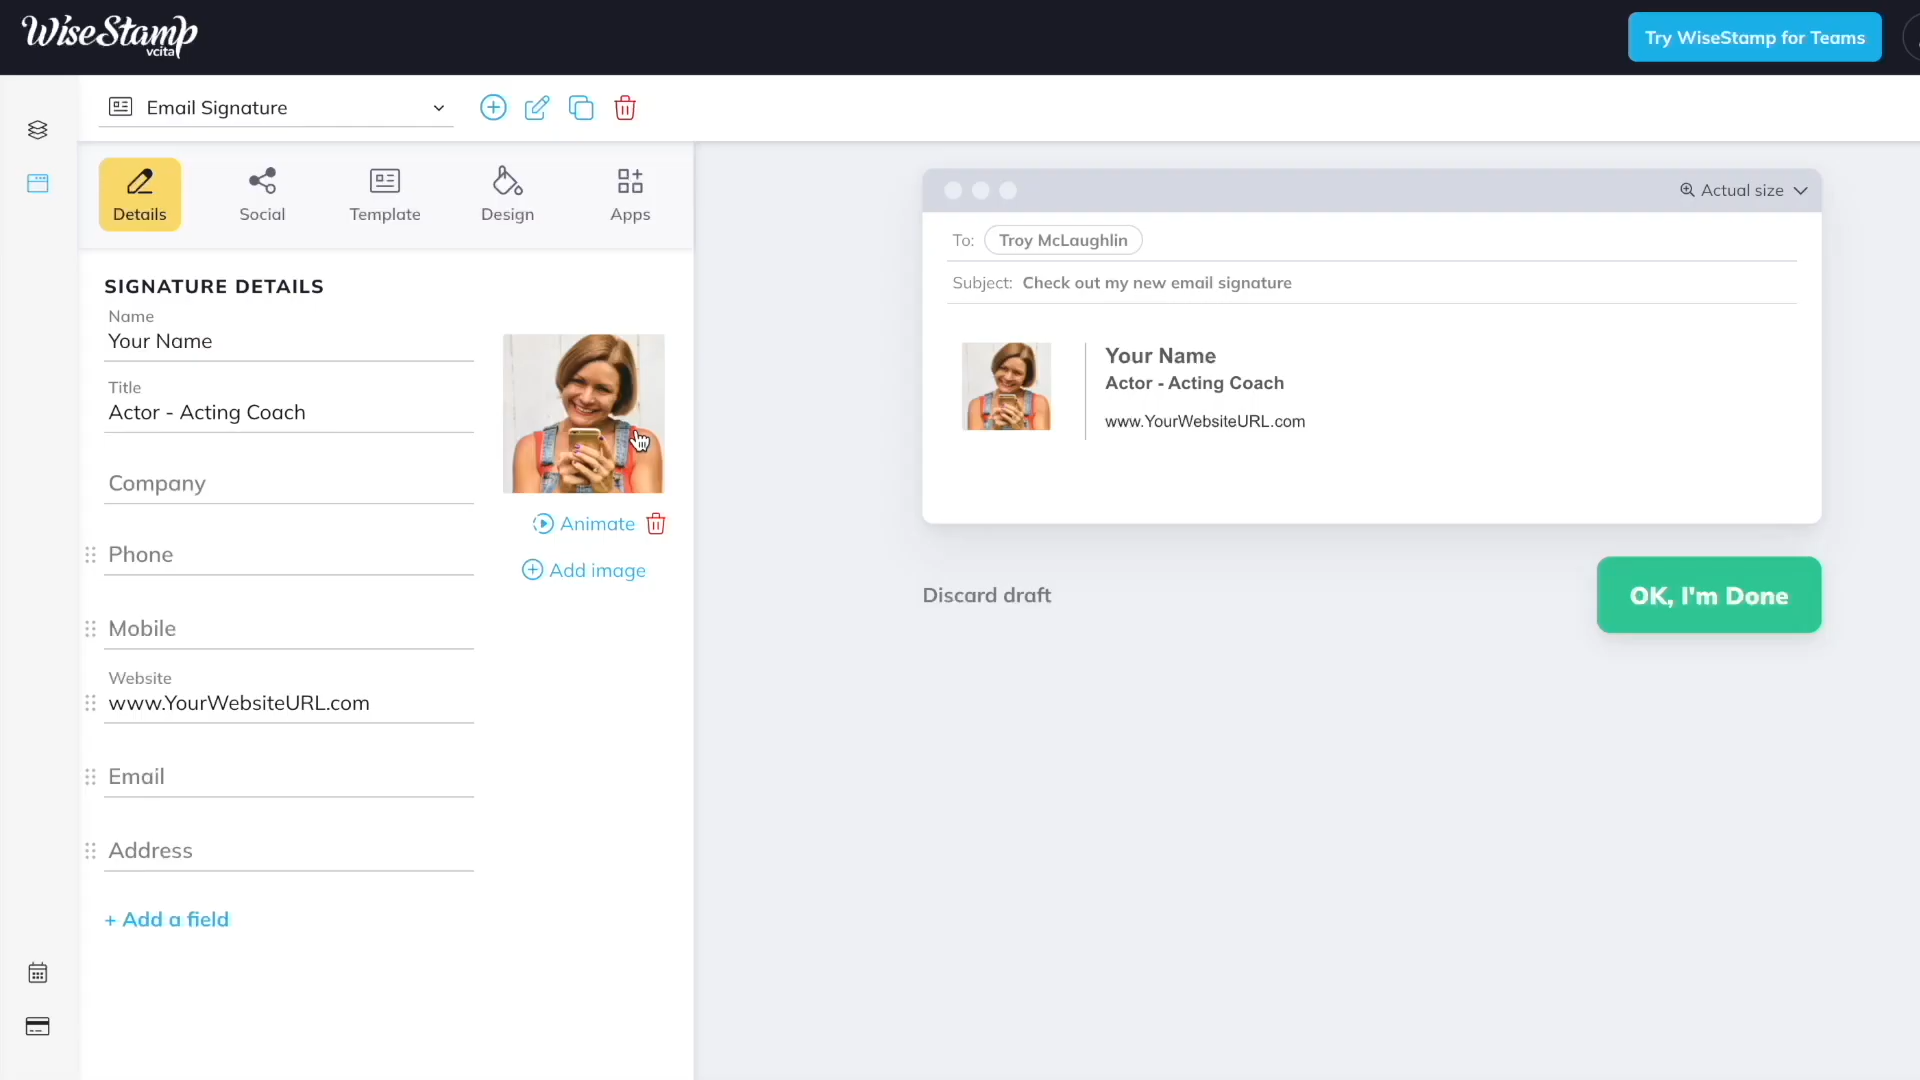 WiseStamp
vcita
Try WiseStamp for Teams
Email Signature
Details
Social
Template
Design
Apps
SIGNATURE DETAILS
Name
Your Name
Title
Actor - Acting Coach
Company
Phone
Mobile
Website
www.YourWebsiteURL.com
Email
Address
+ Add a field
Animate
Add image
Actual size
To: Troy McLaughlin
Subject: Check out my new email signature
Your Name
Actor - Acting Coach
www.YourWebsiteURL.com
Discard draft
OK, I'm Done